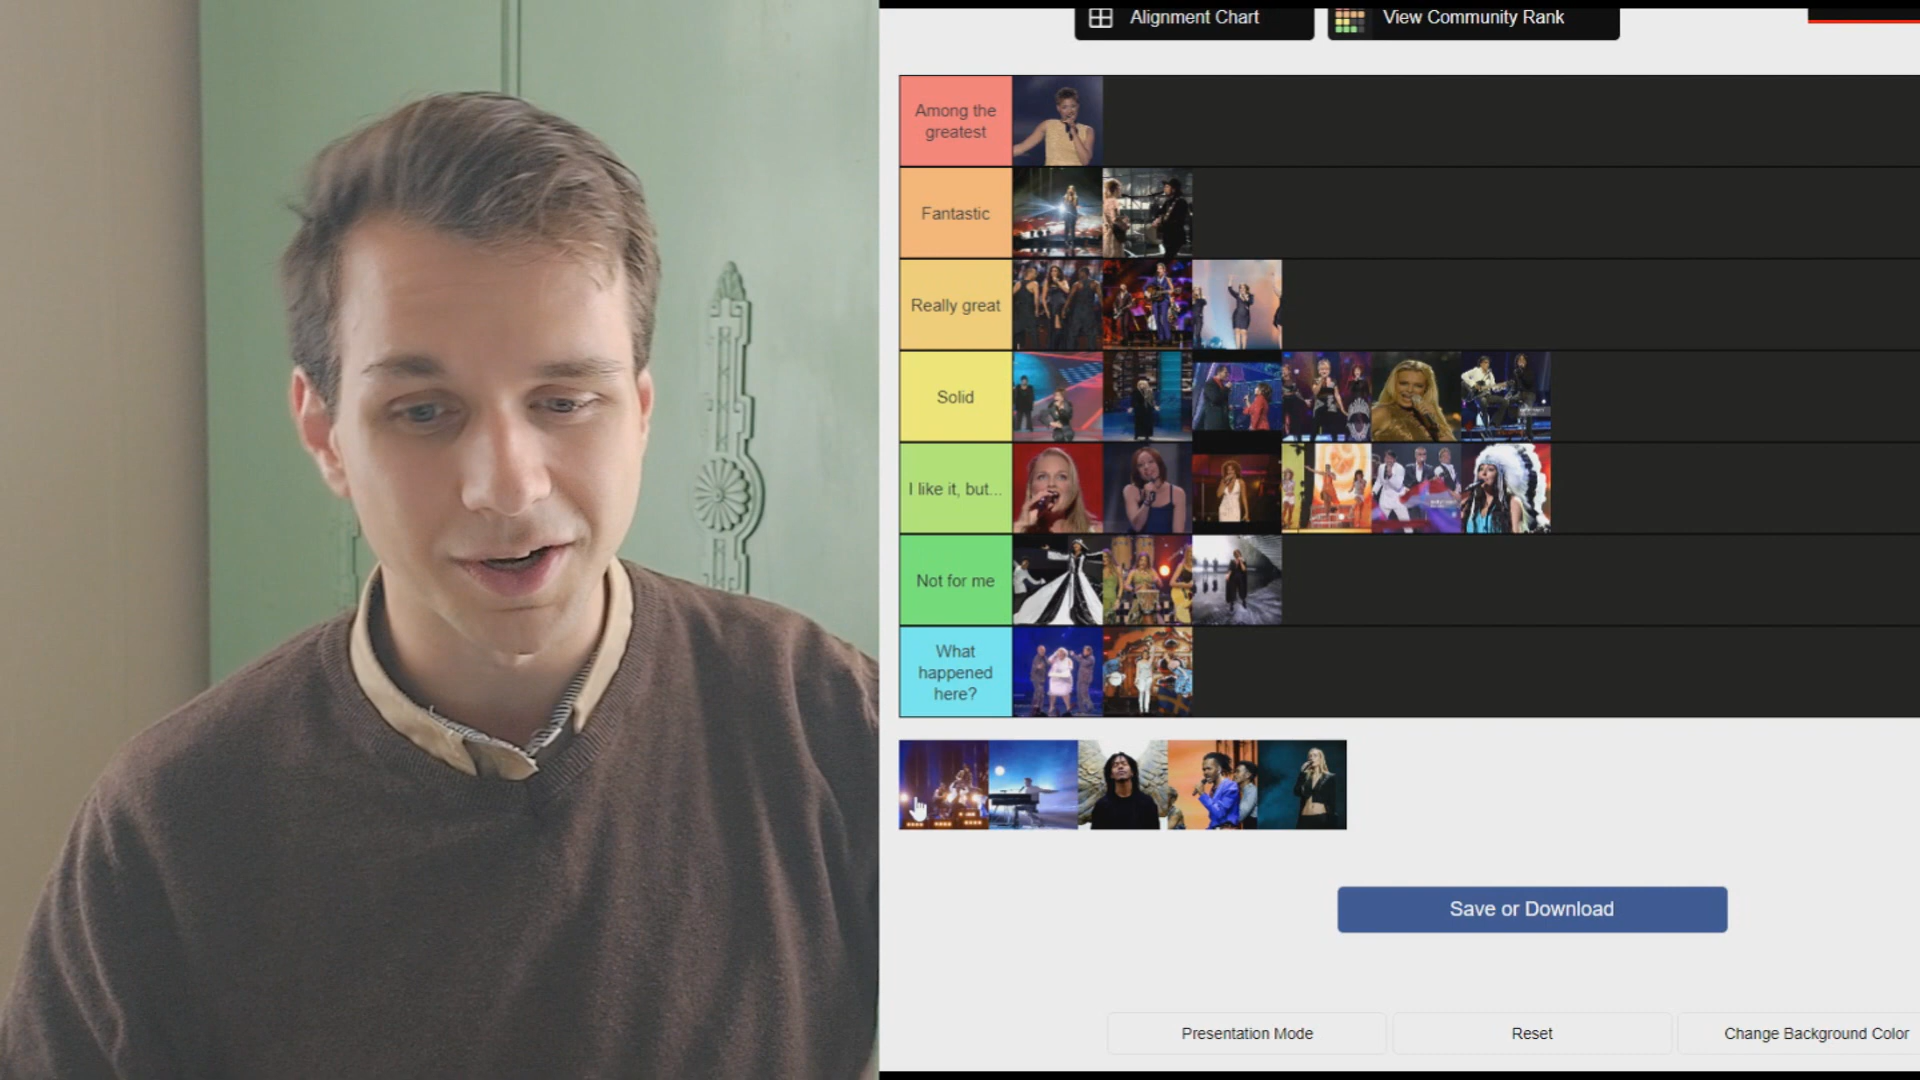 Alignment Chart
View Community Rank
Among the
greatest
Fantastic
Really great
Solid
I like it, but...
Not for me
What
happened
here?
Save or Download
Presentation Mode
Reset
Change Background Color